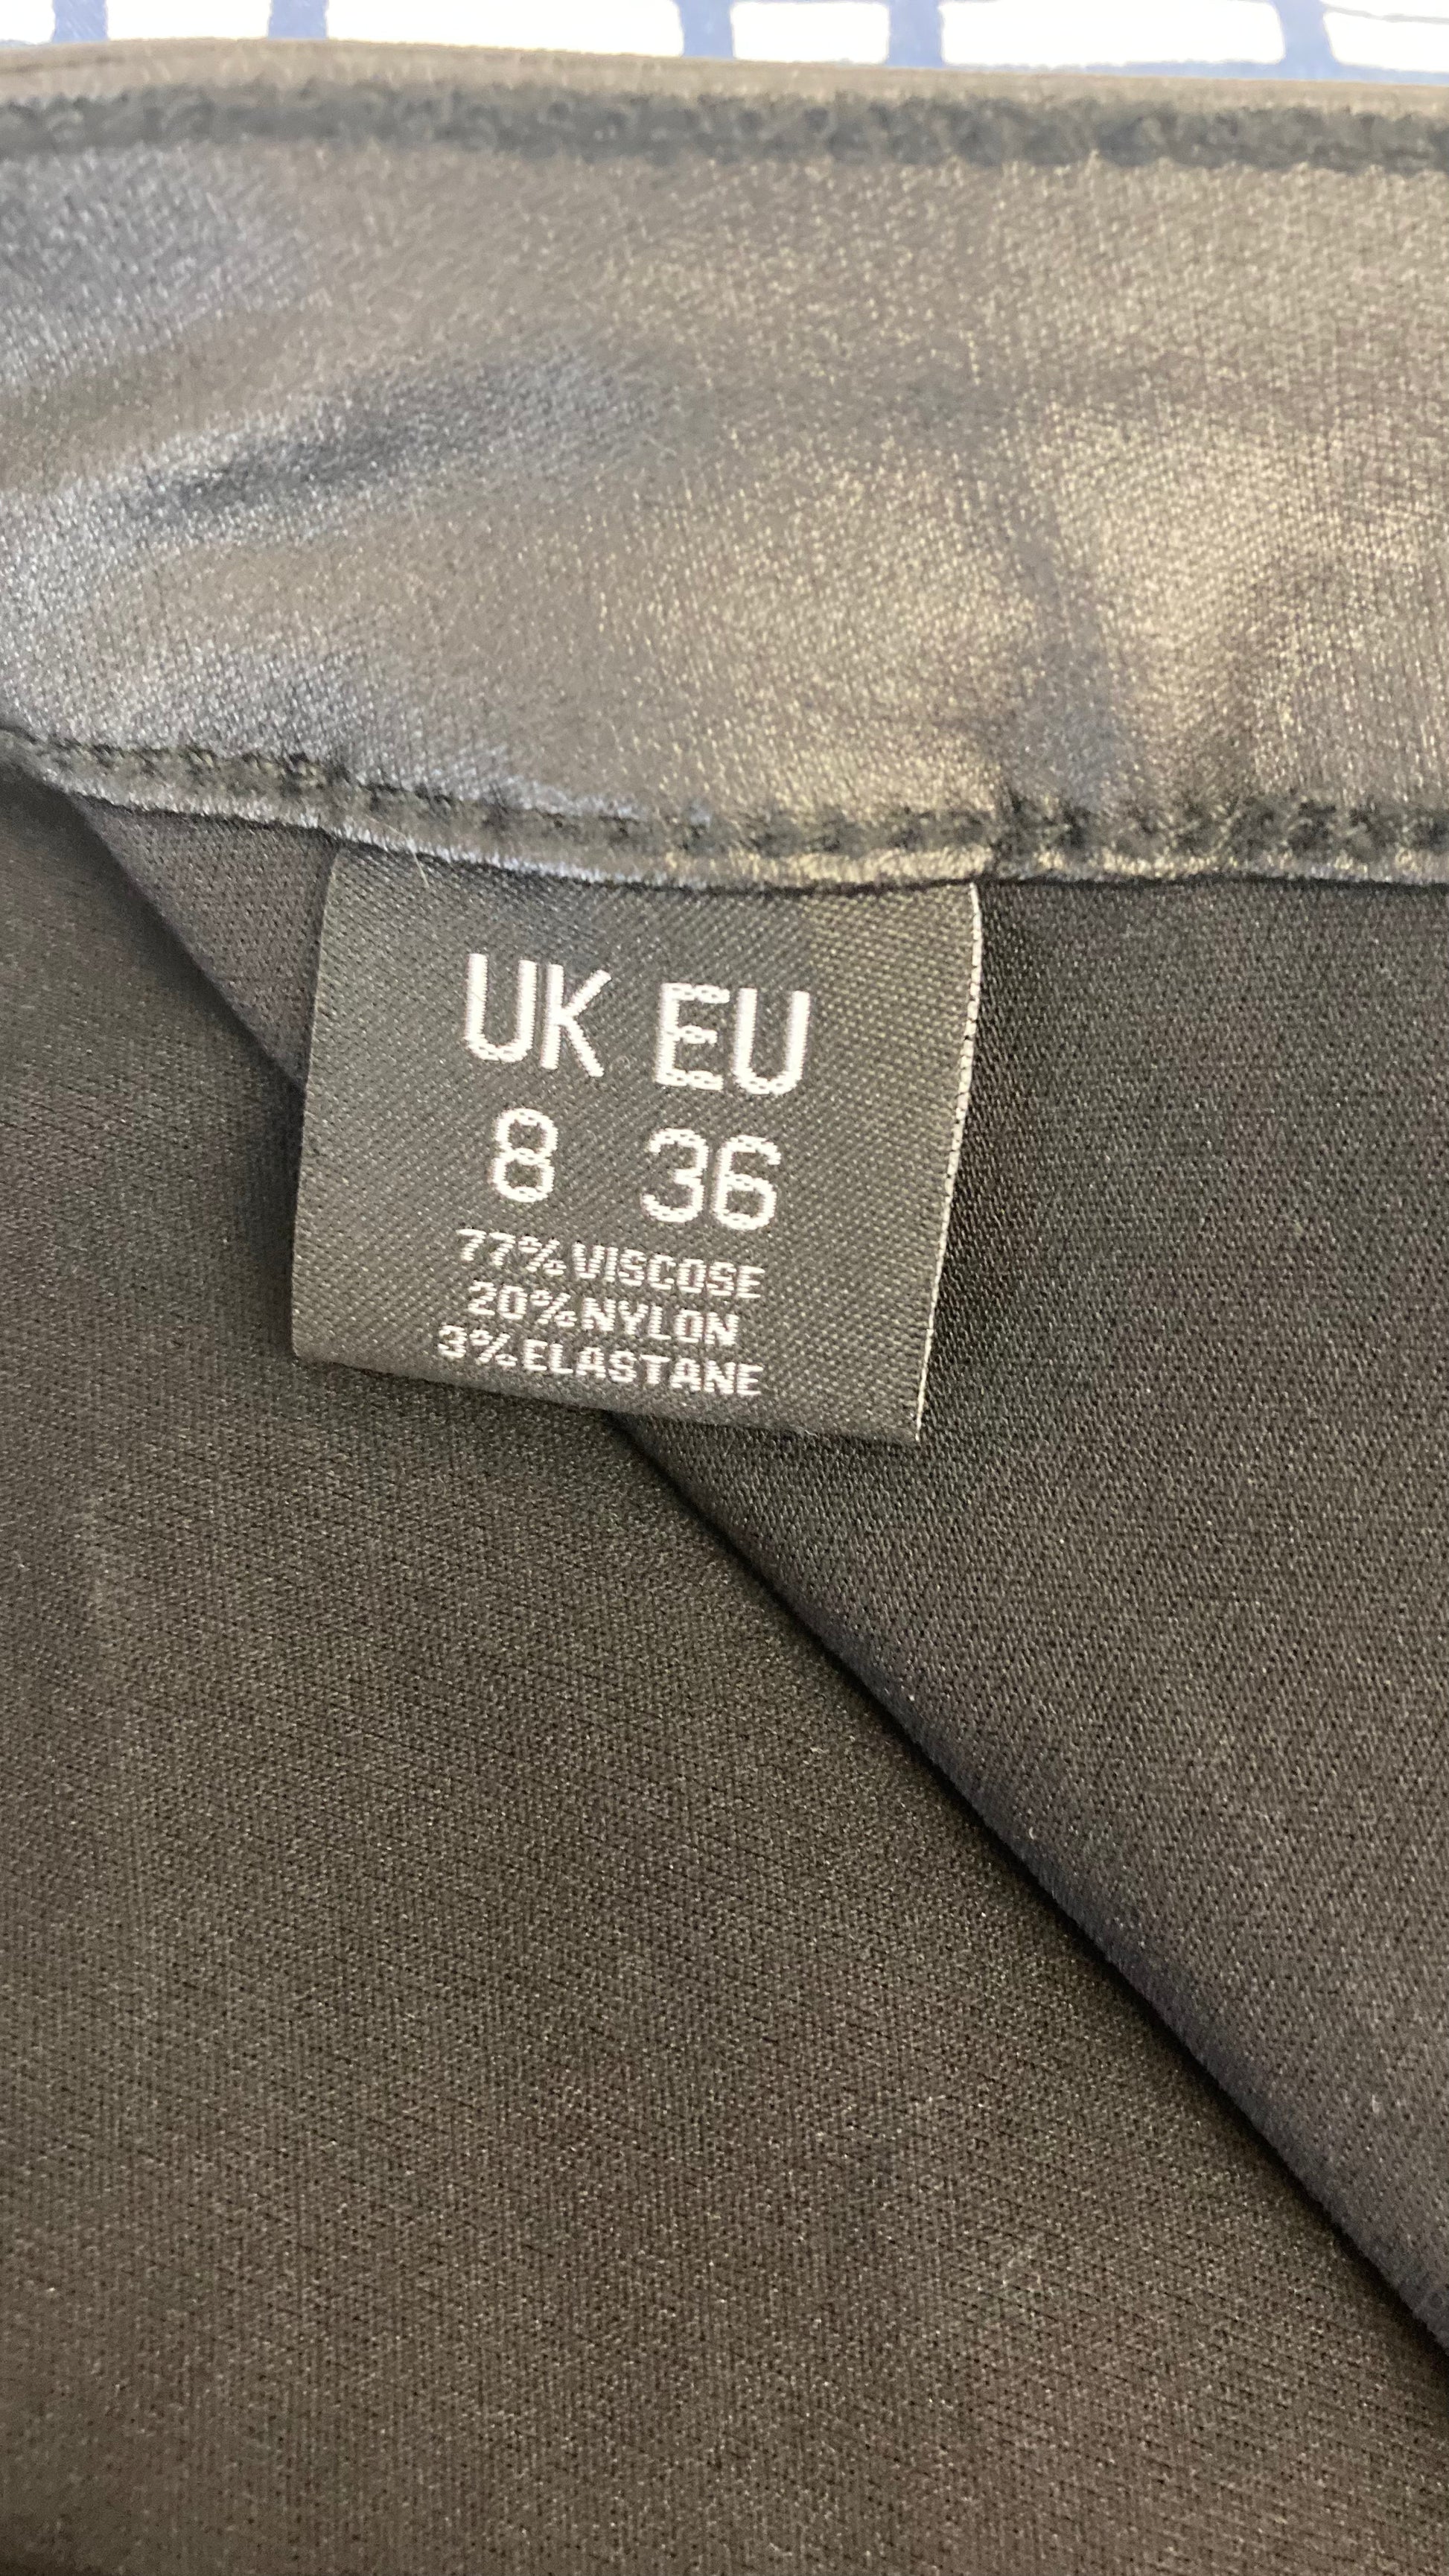 UK EU
8 36
77%VISCOSE
20%NYLON
3%ELASTANE